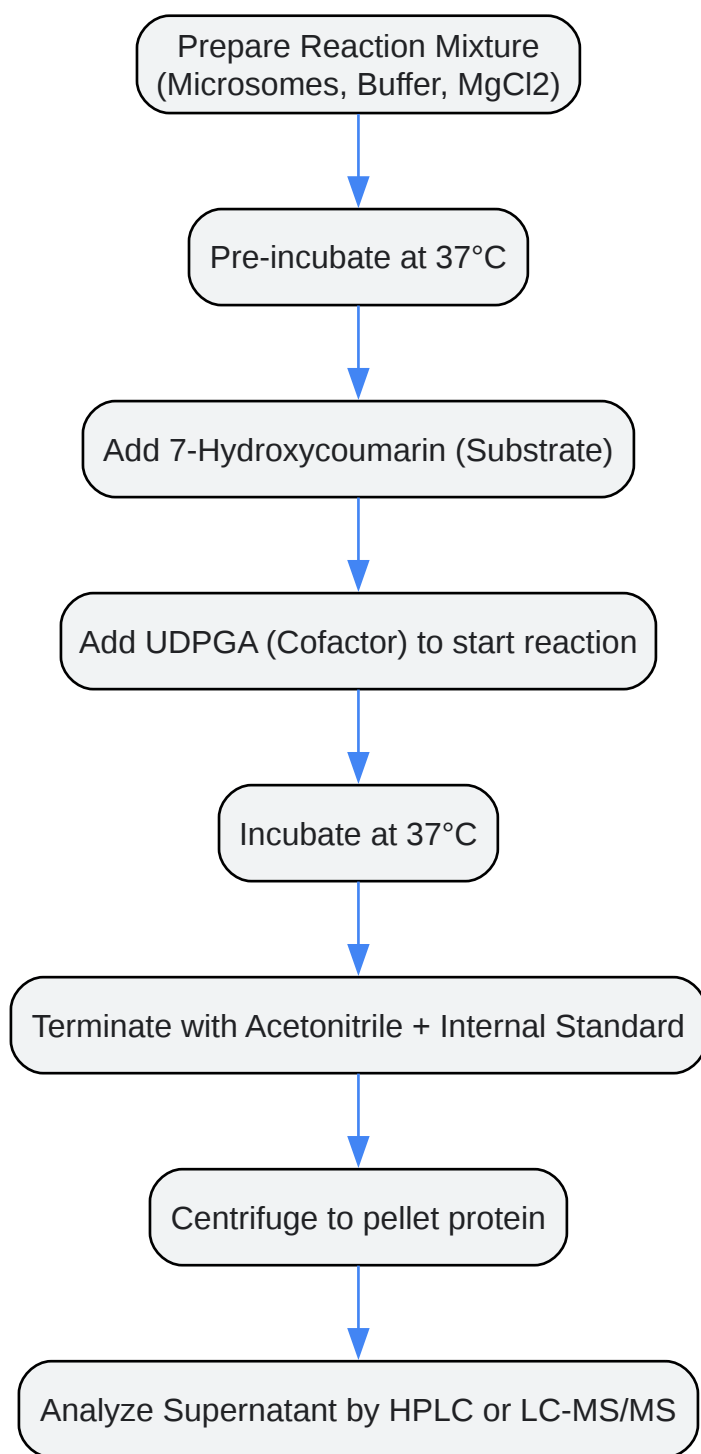 Prepare Reaction Mixture
(Microsomes, Buffer, MgCl2)
Pre-incubate at 37°C
Add 7-Hydroxycoumarin (Substrate)
Add UDPGA (Cofactor) to start reaction
Incubate at 37°C
Terminate with Acetonitrile + Internal Standard
Centrifuge to pellet protein
Analyze Supernatant by HPLC or LC-MS/MS